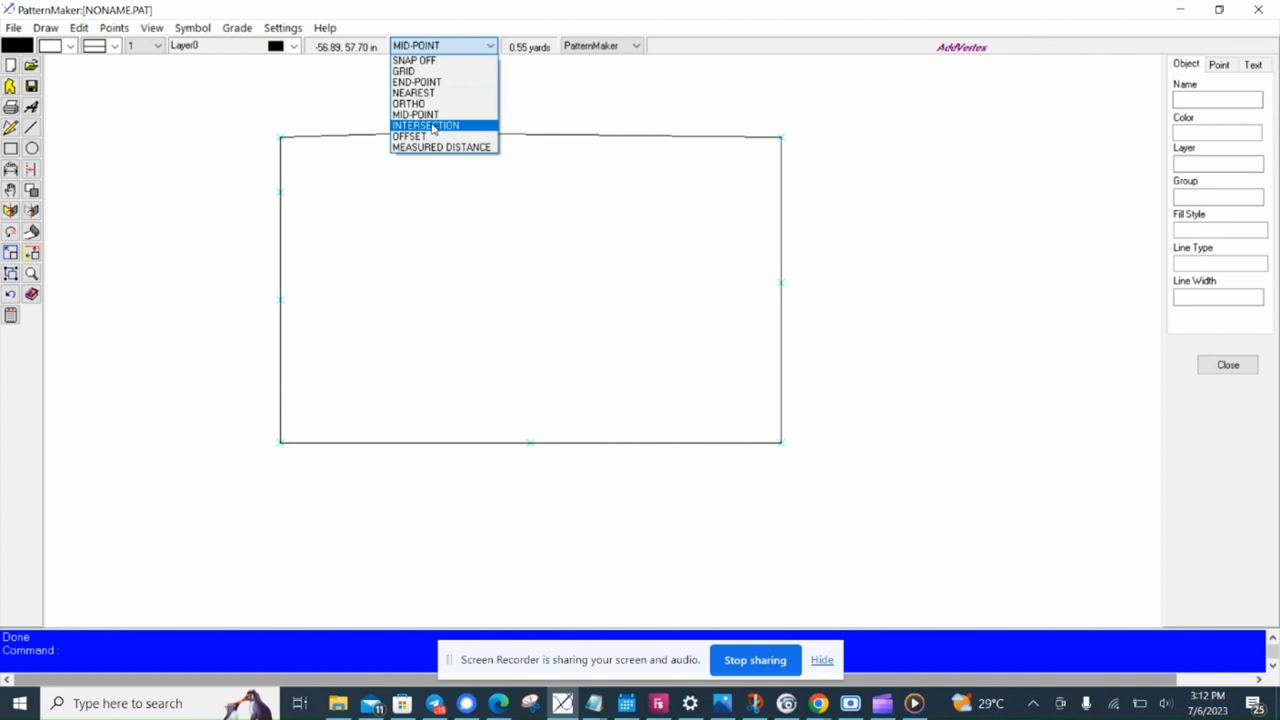 PatternMaker:[NONAME.PAT]
File Draw Edit Points View Symbol Grade Settings Help
1 Layer0 -56.89, 57.70 in MID-POINT 0.55 yards PatternMaker AddVertex
SNAP OFF
GRID
END-POINT
NEAREST
ORTHO
MID-POINT
INTERSECTION
OFFSET
MEASURED DISTANCE
Object Point Text
Name
Color
Layer
Group
Fill Style
Line Type
Line Width
Close
Done
Command :
Screen Recorder is sharing your screen and audio. Stop sharing Hide
Type here to search
11
15
29°C
3:12 PM
7/6/2023
25